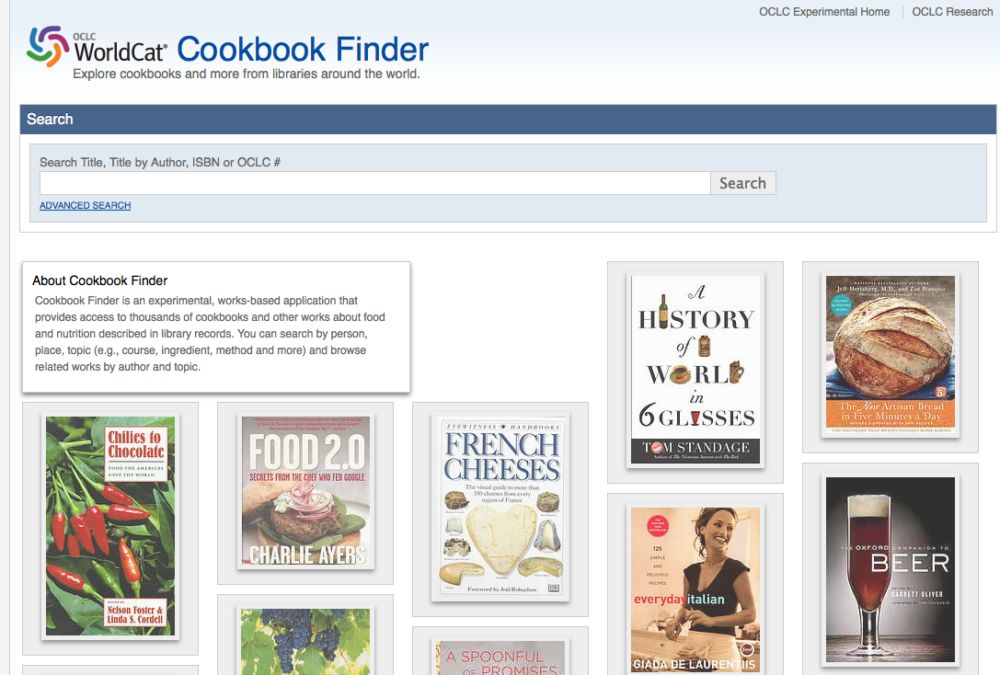 OCLC Experimental Home
OCLC Research
OCLC
WorldCat® Cookbook Finder
Explore cookbooks and more from libraries around the world.
Search
Search Title, Title by Author, ISBN or OCLC #
Search
ADVANCED SEARCH
About Cookbook Finder
Cookbook Finder is an experimental, works-based application that
provides access to thousands of cookbooks and other works about food
and nutrition described in library records. You can search by person,
place, topic (e.g., course, ingredient, method and more) and browse
related works by author and topic.
A
HISTORY
of
the
WORLD
in
6 GLASSES
TOM STANDAGE
Author of The Victorian Internet and The Turk
NATIONAL BESTSELLING AUTHORS
Jeff Hertzberg, M.D., and Zoë François
The New Artisan Bread
in Five Minutes a Day
Chilies to
Chocolate
FOOD THE AMERICAS
GAVE THE WORLD
EDITED BY
Nelson Foster &
Linda S. Cordell
FOOD 2.0
SECRETS FROM THE CHEF WHO FED GOOGLE
CHARLIE AYERS
EYEWITNESS HANDBOOKS
FRENCH
CHEESES
The visual guide to more than
350 cheeses from every
region of France
Foreword by Joël Robuchon
DK
125
SIMPLE
AND
DELICIOUS
RECIPES
everyday italian
food
GIADA DE LAURENTIIS
THE OXFORD COMPANION TO
BEER
EDITED BY
GARRETT OLIVER
A SPOONFUL
OF PROMISES